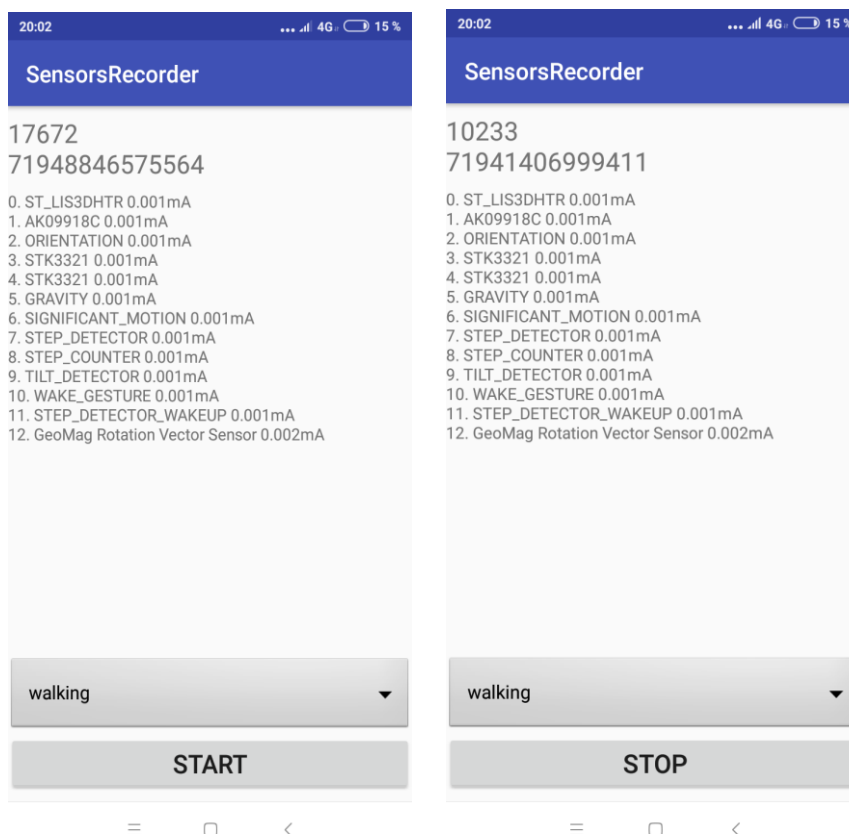 20:02
... 4G 15 %
SensorsRecorder
17672
71948846575564
0. ST_LIS3DHTR 0.001mA
1. AK09918C 0.001mA
2. ORIENTATION 0.001mA
3. STK3321 0.001mA
4. STK3321 0.001mA
5. GRAVITY 0.001mA
6. SIGNIFICANT_MOTION 0.001mA
7. STEP_DETECTOR 0.001mA
8. STEP_COUNTER 0.001mA
9. TILT_DETECTOR 0.001mA
10. WAKE_GESTURE 0.001mA
11. STEP_DETECTOR_WAKEUP 0.001mA
12. GeoMag Rotation Vector Sensor 0.002mA
walking
START
20:02
... 4G 15 %
SensorsRecorder
10233
71941406999411
0. ST_LIS3DHTR 0.001mA
1. AK09918C 0.001mA
2. ORIENTATION 0.001mA
3. STK3321 0.001mA
4. STK3321 0.001mA
5. GRAVITY 0.001mA
6. SIGNIFICANT_MOTION 0.001mA
7. STEP_DETECTOR 0.001mA
8. STEP_COUNTER 0.001mA
9. TILT_DETECTOR 0.001mA
10. WAKE_GESTURE 0.001mA
11. STEP_DETECTOR_WAKEUP 0.001mA
12. GeoMag Rotation Vector Sensor 0.002mA
walking
STOP